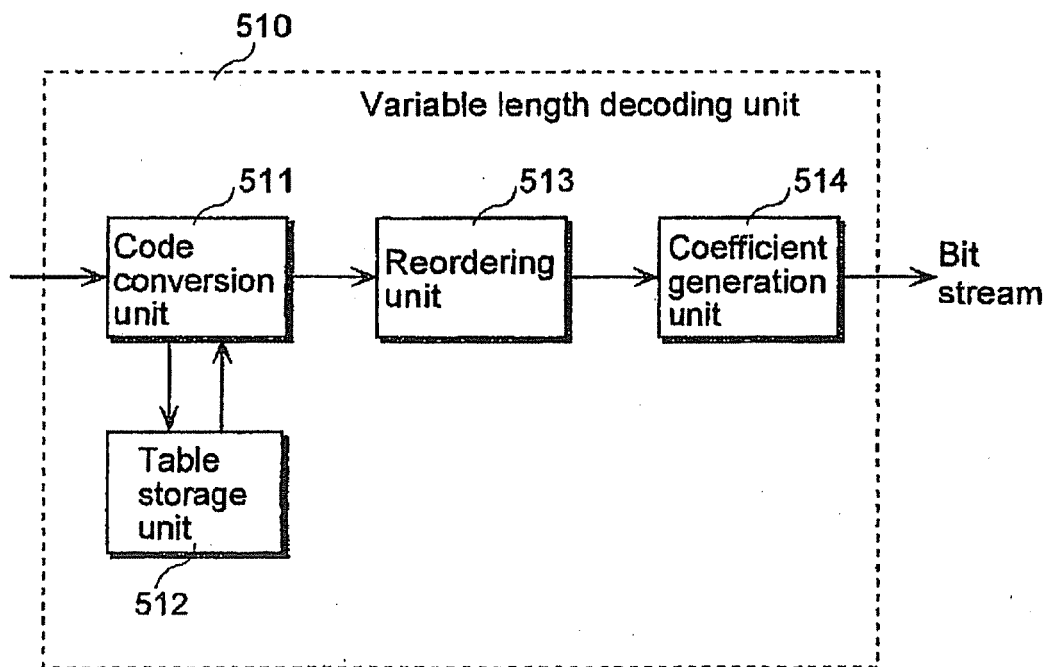 510
Variable length decoding unit
511
513
514
Code
conversion
unit
Reordering
unit
Coefficient
generation
unit
Bit
stream
Table
storage
unit
512